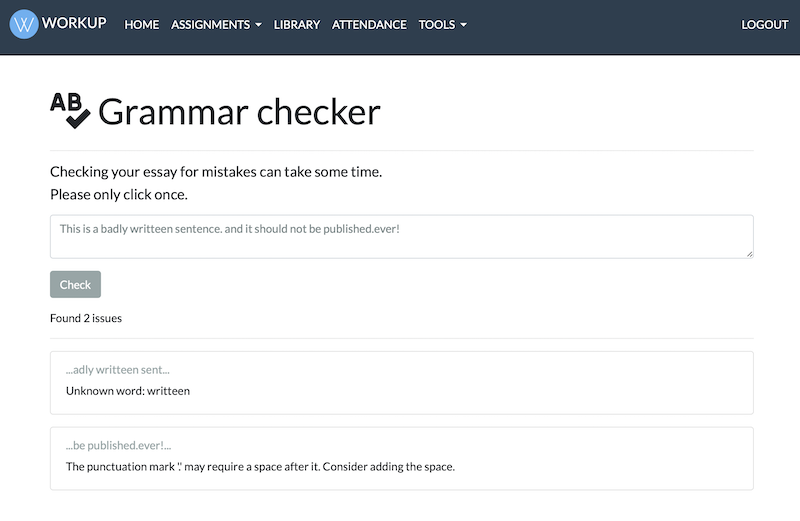 WORKUP HOME ASSIGNMENTS LIBRARY ATTENDANCE TOOLS LOGOUT
AB Grammar checker
Checking your essay for mistakes can take some time.
Please only click once.
This is a badly writteen sentence. and it should not be published.ever!
Check
Found 2 issues
...adly writteen sent...
Unknown word: writteen
...be published.ever!...
The punctuation mark '.' may require a space after it. Consider adding the space.